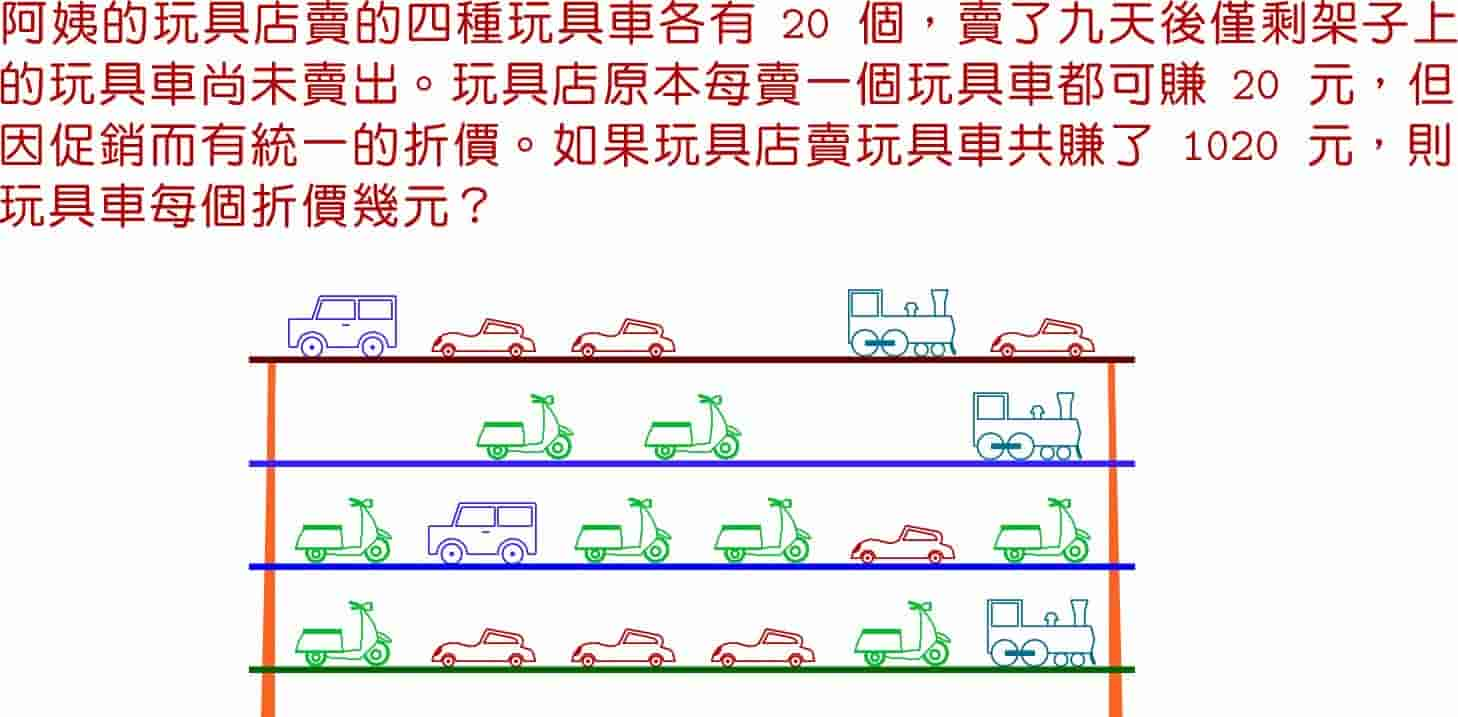 阿姨的玩具店賣的四種玩具車各有 20 個，賣了九天後僅剩架子上
的玩具車尚未賣出。玩具店原本每賣一個玩具車都可賺 20 元，但
因促銷而有統一的折價。如果玩具店賣玩具車共賺了 1020 元，則
玩具車每個折價幾元？